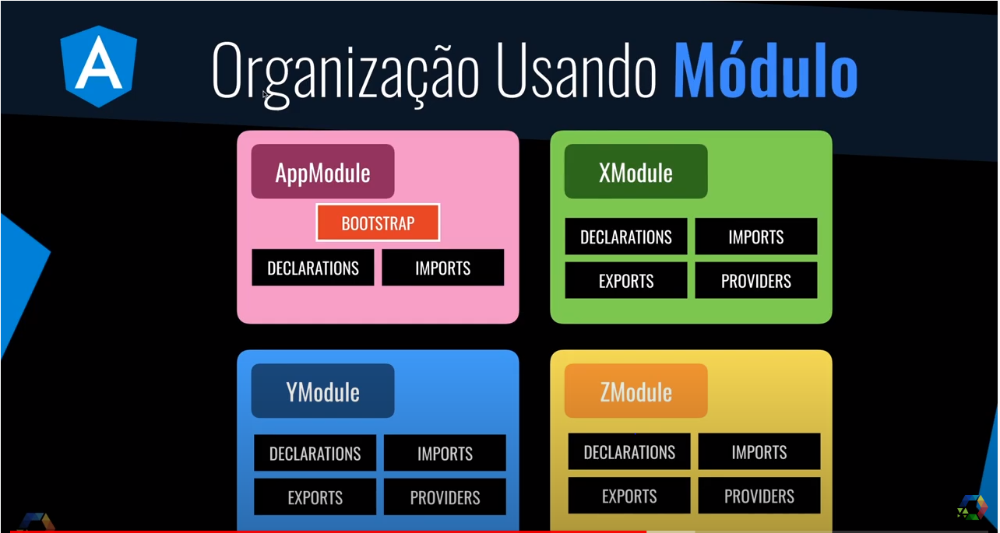 A
Organização Usando Módulo
AppModule
BOOTSTRAP
DECLARATIONS IMPORTS
XModule
DECLARATIONS IMPORTS
EXPORTS PROVIDERS
YModule
DECLARATIONS IMPORTS
EXPORTS PROVIDERS
ZModule
DECLARATIONS IMPORTS
EXPORTS PROVIDERS